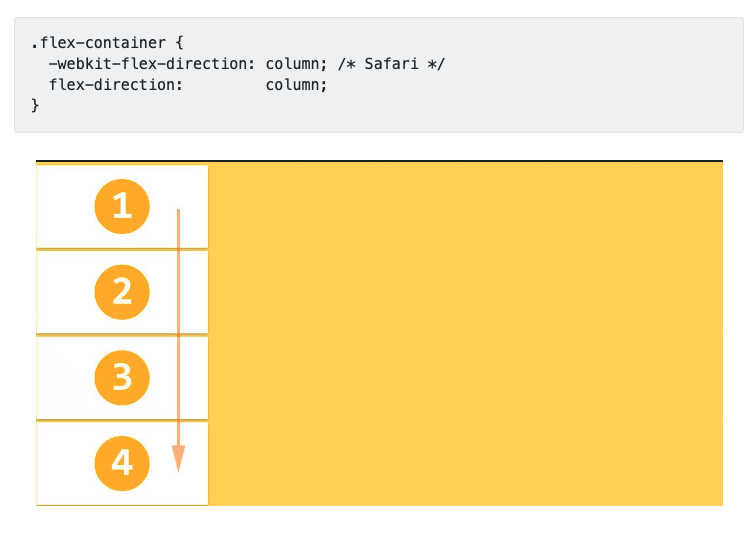 .flex-container {
  -webkit-flex-direction: column; /* Safari */
  flex-direction:         column;
}
1
2
3
4